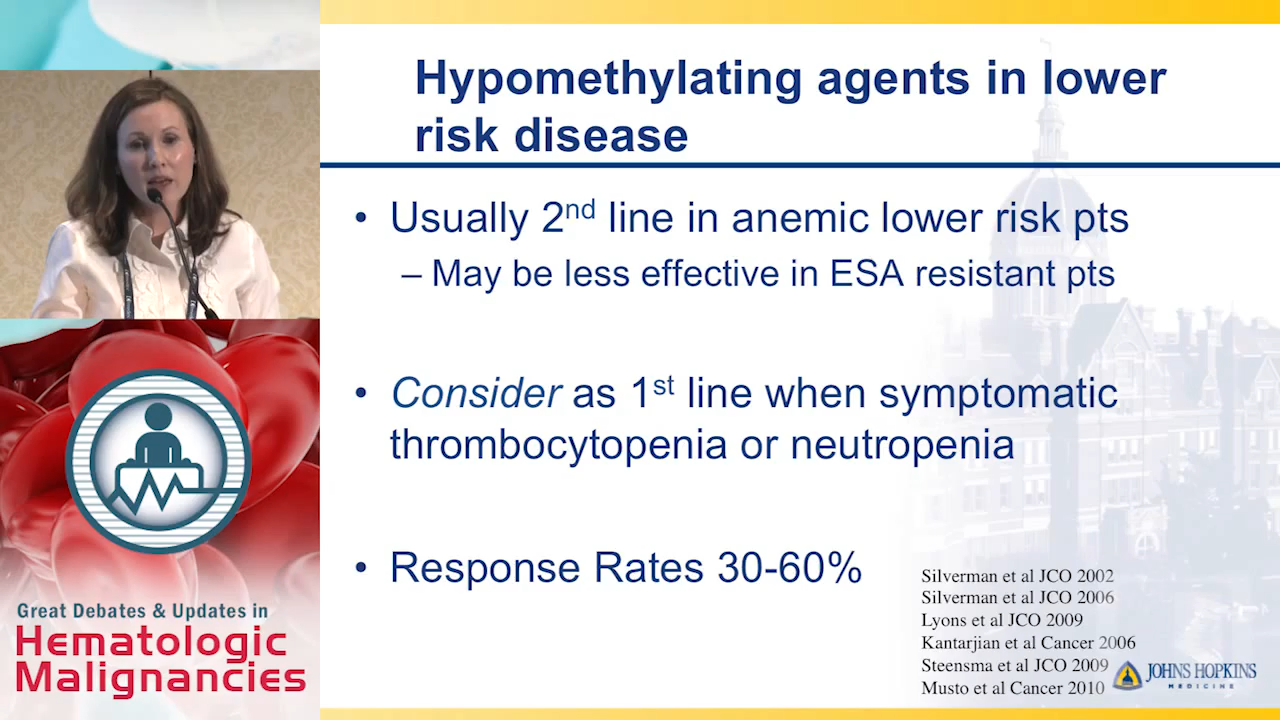 Hypomethylating agents in lower
risk disease
• Usually 2nd line in anemic lower risk pts
– May be less effective in ESA resistant pts
• Consider as 1st line when symptomatic
thrombocytopenia or neutropenia
• Response Rates 30-60%
Silverman et al JCO 2002
Silverman et al JCO 2006
Lyons et al JCO 2009
Kantarjian et al Cancer 2006
Steensma et al JCO 2009
Musto et al Cancer 2010
JOHNS HOPKINS
MEDICINE
Great Debates & Updates in
Hematologic
Malignancies